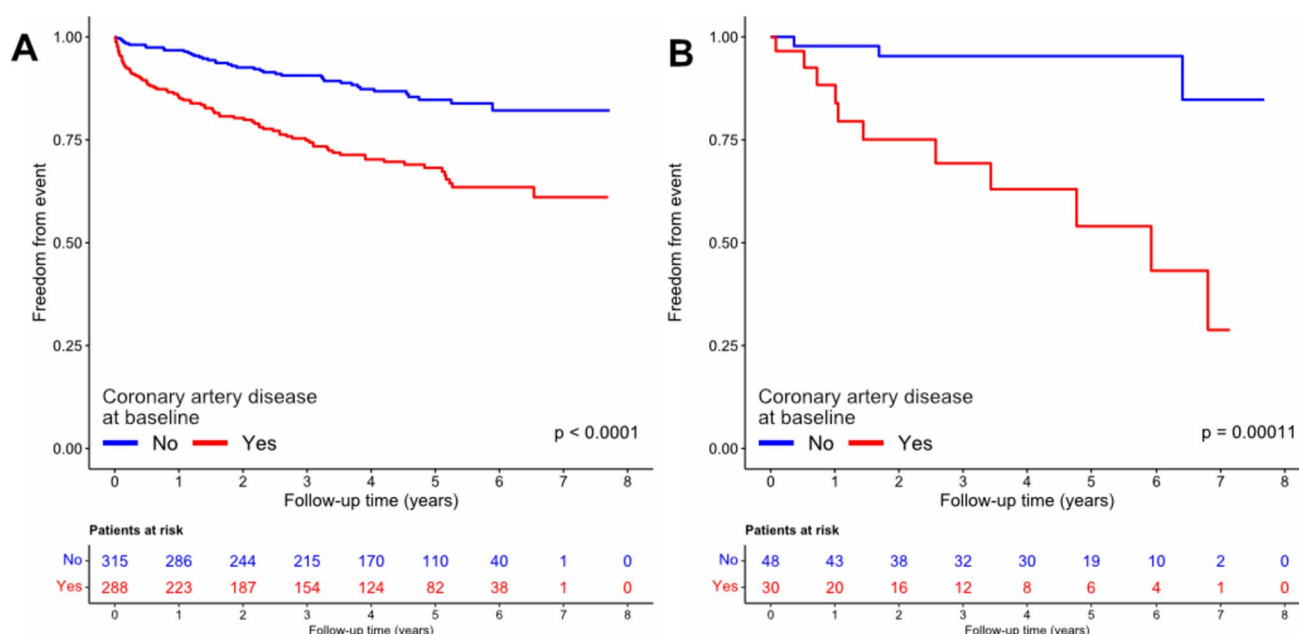 A
1.00
0.75
0.50
0.25
0.00
Freedom from event
Coronary artery disease
at baseline
No Yes
p < 0.0001
0 1 2 3 4 5 6 7 8
Follow-up time (years)
Patients at risk
No 315 286 244 215 170 110 40 1 0
Yes 288 223 187 154 124 82 38 1 0
0 1 2 3 4 5 6 7 8
Follow-up time (years)
B
1.00
0.75
0.50
0.25
0.00
Freedom from event
Coronary artery disease
at baseline
No Yes
p = 0.00011
0 1 2 3 4 5 6 7 8
Follow-up time (years)
Patients at risk
No 48 43 38 32 30 19 10 2 0
Yes 30 20 16 12 8 6 4 1 0
0 1 2 3 4 5 6 7 8
Follow-up time (years)